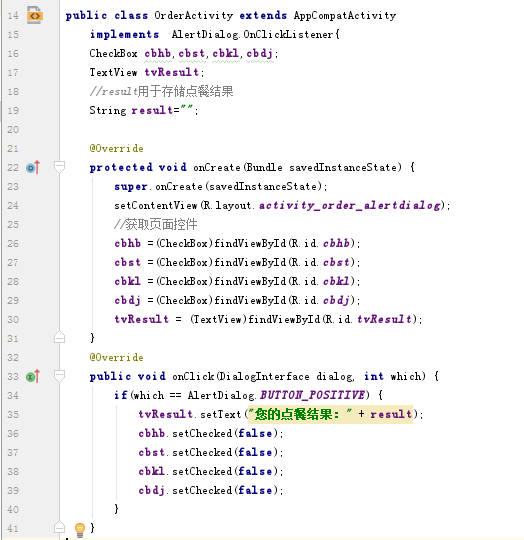 14 public class OrderActivity extends AppCompatActivity
15 implements AlertDialog.OnClickListener{
16 CheckBox cbhb,cbst,cbkl,cbdj;
17 TextView tvResult;
18 //result用于存储点餐结果
19 String result="";
20
21 @Override
22 protected void onCreate(Bundle savedInstanceState) {
23 super.onCreate(savedInstanceState);
24 setContentView(R.layout.activity_order_alertdialog);
25 //获取页面控件
26 cbhb =(CheckBox)findViewById(R.id.cbhb);
27 cbst =(CheckBox)findViewById(R.id.cbst);
28 cbkl =(CheckBox)findViewById(R.id.cbkl);
29 cbdj =(CheckBox)findViewById(R.id.cbdj);
30 tvResult = (TextView)findViewById(R.id.tvResult);
31 }
32 @Override
33 public void onClick(DialogInterface dialog, int which) {
34 if(which == AlertDialog.BUTTON_POSITIVE) {
35 tvResult.setText("您的点餐结果：" + result);
36 cbhb.setChecked(false);
37 cbst.setChecked(false);
38 cbkl.setChecked(false);
39 cbdj.setChecked(false);
40 }
41 }